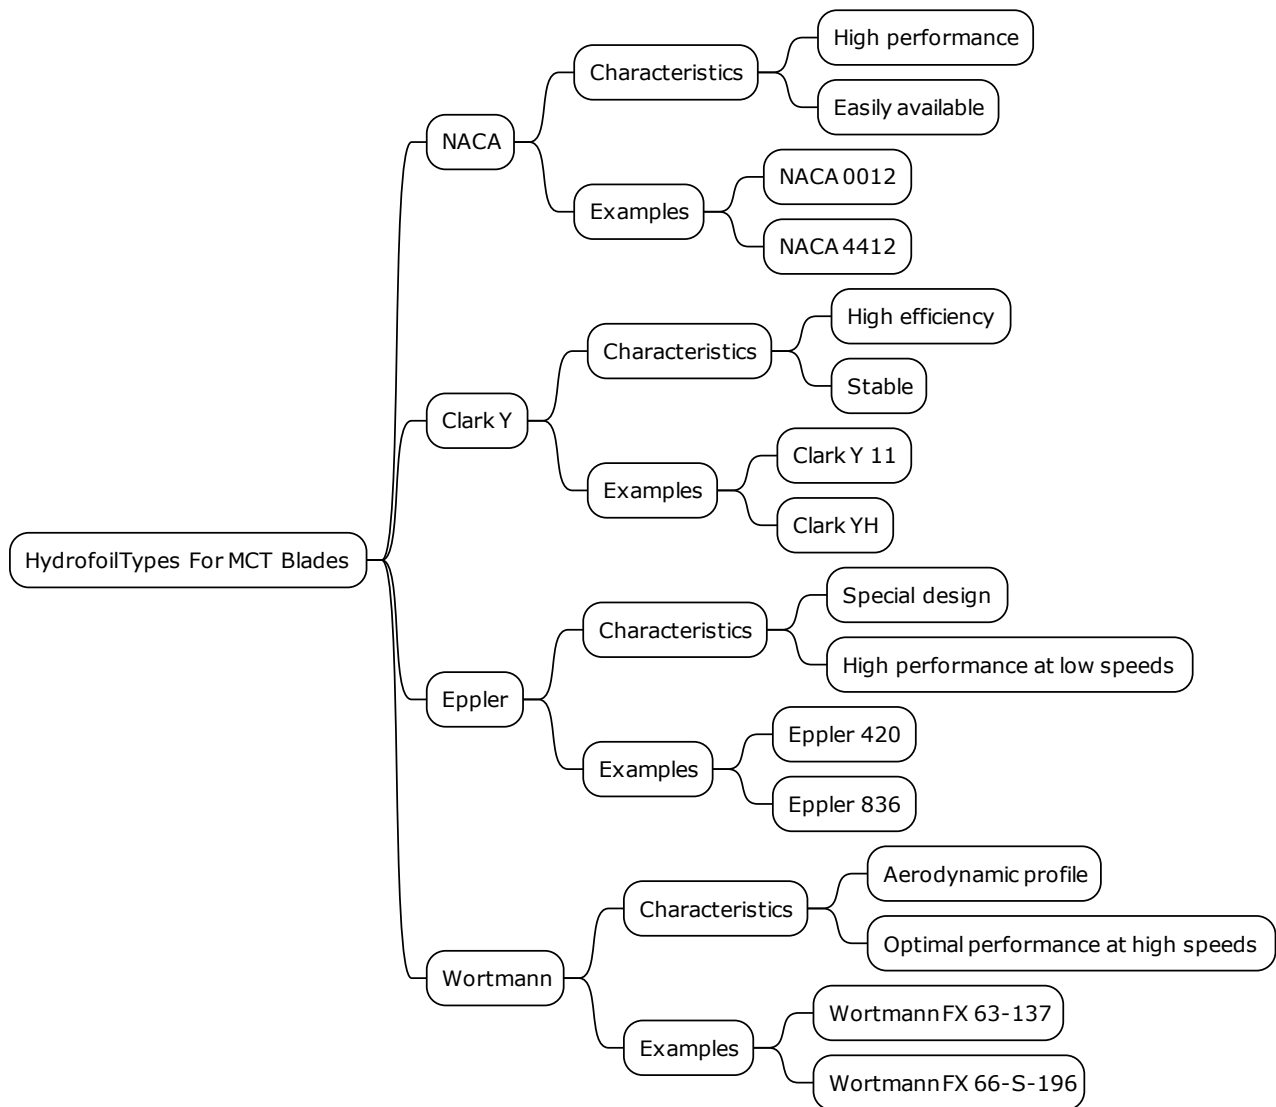 High performance
Characteristics
Easily available
NACA
NACA 0012
Examples
NACA 4412
High efficiency
Characteristics
Stable
Clark Y
Clark Y 11
Examples
Clark YH
HydrofoilTypes For MCT Blades
Special design
Characteristics
High performance at low speeds
Eppler
Eppler 420
Examples
Eppler 836
Aerodynamic profile
Characteristics
Optimal performance at high speeds
Wortmann
Wortmann FX 63-137
Examples
Wortmann FX 66-S-196